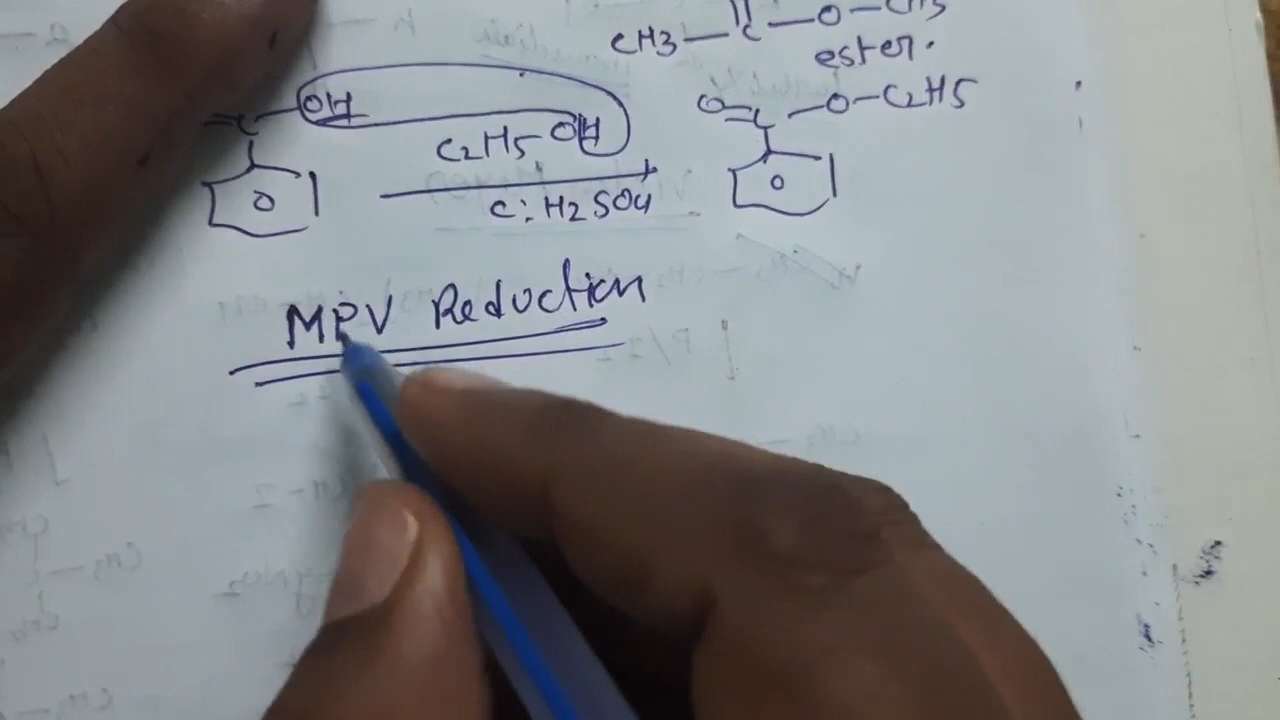 CH3—C—O—CH3
ester.
=C—OH
O=C—O—C2H5
C2H5—OH
C: H2SO4
MPV Reduction